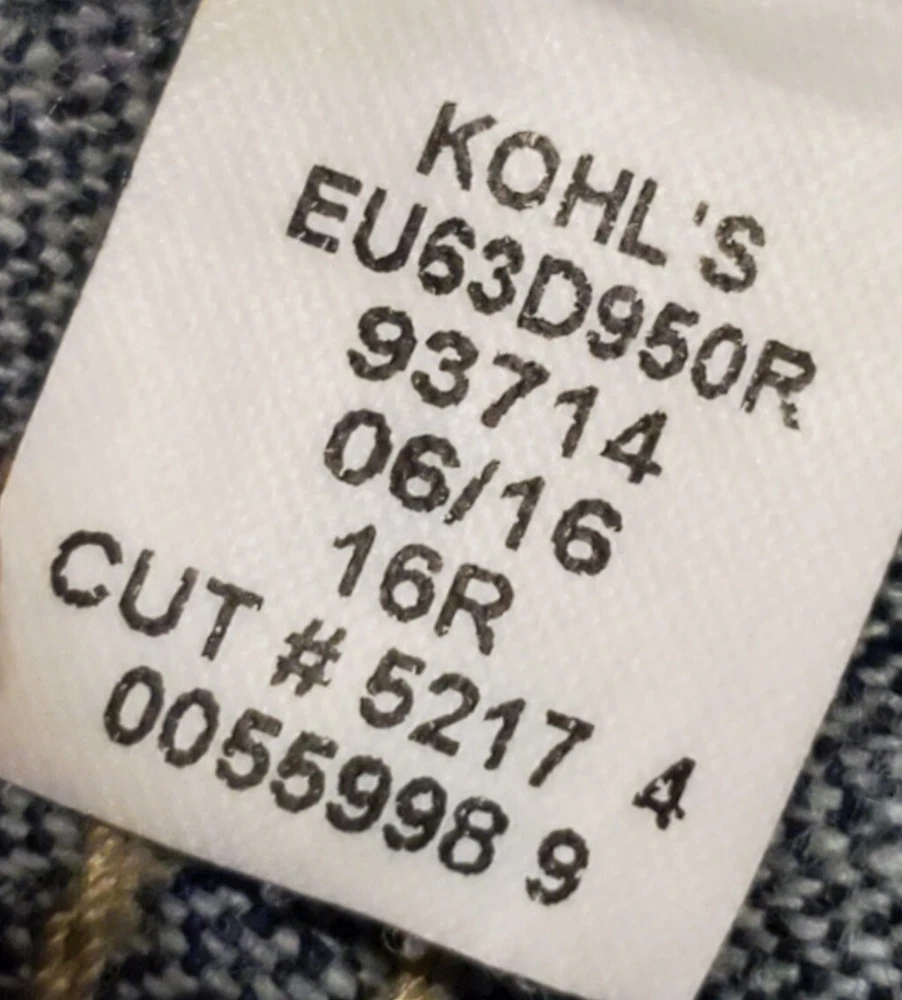 KOHL'S
EU63D950R
93714
06/16
16R
CUT # 5217 4
0055998 9